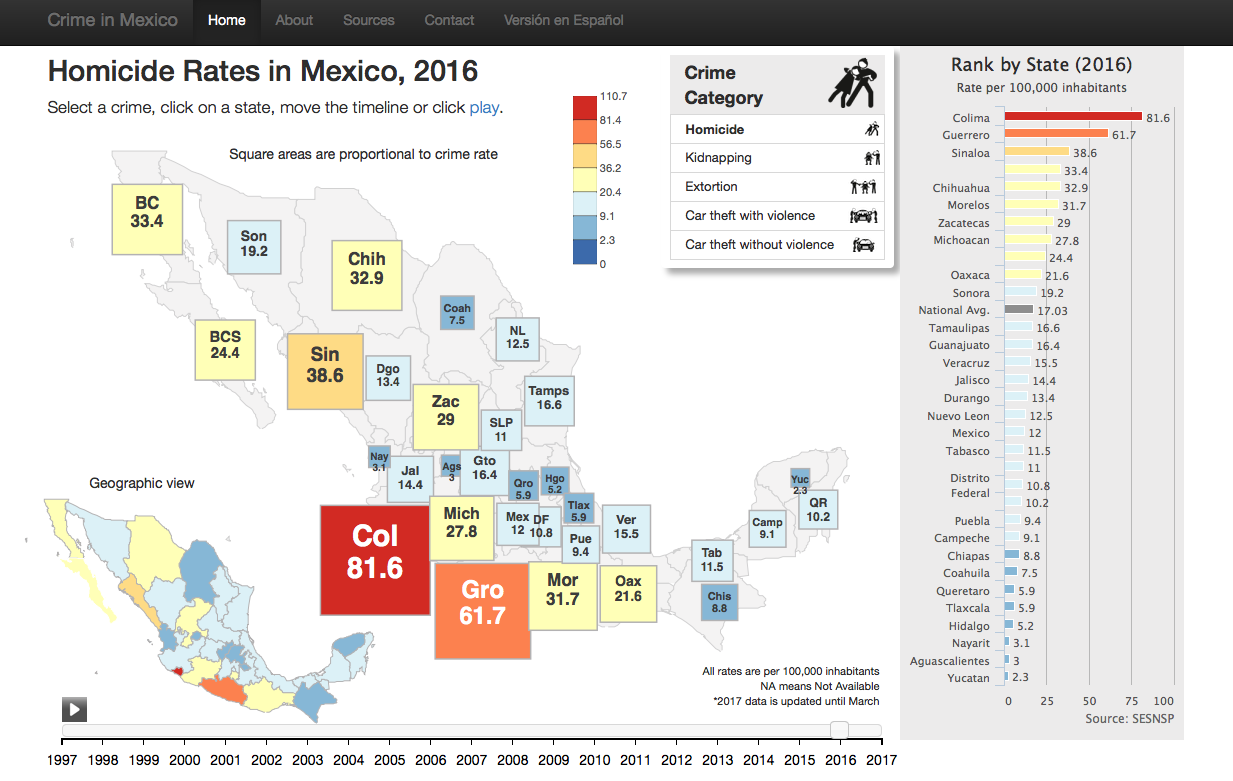 Crime in Mexico Home About Sources Contact Versión en Español
Homicide Rates in Mexico, 2016
Select a crime, click on a state, move the timeline or click play.
Square areas are proportional to crime rate
110.7
81.4
56.5
36.2
20.4
9.1
2.3
0
Crime
Category
Homicide
Kidnapping
Extortion
Car theft with violence
Car theft without violence
BC
33.4
Son
19.2
Chih
32.9
Coah
7.5
NL
12.5
BCS
24.4
Sin
38.6
Dgo
13.4
Tamps
16.6
Zac
29
SLP
11
Nay
3.1
Jal
14.4
Ags
3
Gto
16.4
Qro
5.9
Hgo
5.2
Tlax
5.9
Yuc
2.3
QR
10.2
Col
81.6
Mich
27.8
Mex
12
DF
10.8
Pue
9.4
Ver
15.5
Camp
9.1
Tab
11.5
Gro
61.7
Mor
31.7
Oax
21.6
Chis
8.8
Geographic view
All rates are per 100,000 inhabitants
NA means Not Available
*2017 data is updated until March
1997 1998 1999 2000 2001 2002 2003 2004 2005 2006 2007 2008 2009 2010 2011 2012 2013 2014 2015 2016 2017
Rank by State (2016)
Rate per 100,000 inhabitants
Colima 81.6
Guerrero 61.7
Sinaloa 38.6
33.4
Chihuahua 32.9
Morelos 31.7
Zacatecas 29
Michoacan 27.8
24.4
Oaxaca 21.6
Sonora 19.2
National Avg. 17.03
Tamaulipas 16.6
Guanajuato 16.4
Veracruz 15.5
Jalisco 14.4
Durango 13.4
Nuevo Leon 12.5
Mexico 12
Tabasco 11.5
11
Distrito
Federal 10.8
10.2
Puebla 9.4
Campeche 9.1
Chiapas 8.8
Coahuila 7.5
Queretaro 5.9
Tlaxcala 5.9
Hidalgo 5.2
Nayarit 3.1
Aguascalientes 3
Yucatan 2.3
0 25 50 75 100
Source: SESNSP